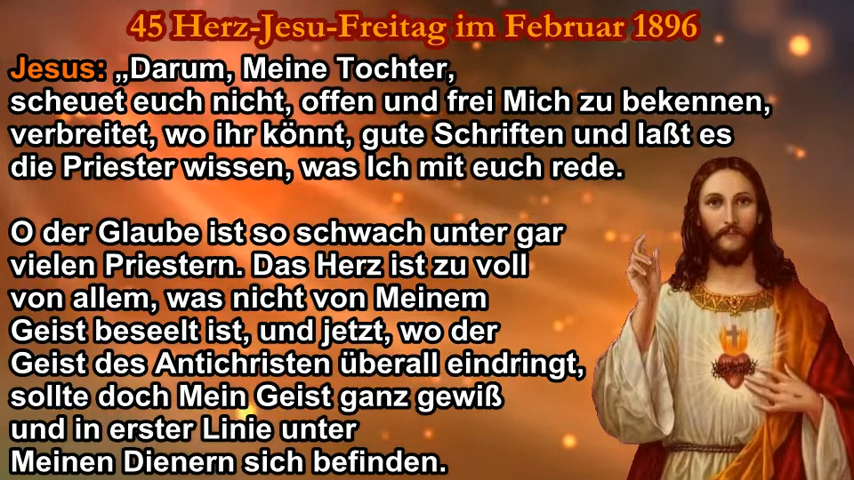 45 Herz-Jesu-Freitag im Februar 1896
Jesus: „Darum, Meine Tochter,
scheuet euch nicht, offen und frei Mich zu bekennen,
verbreitet, wo ihr könnt, gute Schriften und laßt es
die Priester wissen, was Ich mit euch rede.
O der Glaube ist so schwach unter gar
vielen Priestern. Das Herz ist zu voll
von allem, was nicht von Meinem
Geist beseelt ist, und jetzt, wo der
Geist des Antichristen überall eindringt,
sollte doch Mein Geist ganz gewiß
und in erster Linie unter
Meinen Dienern sich befinden.